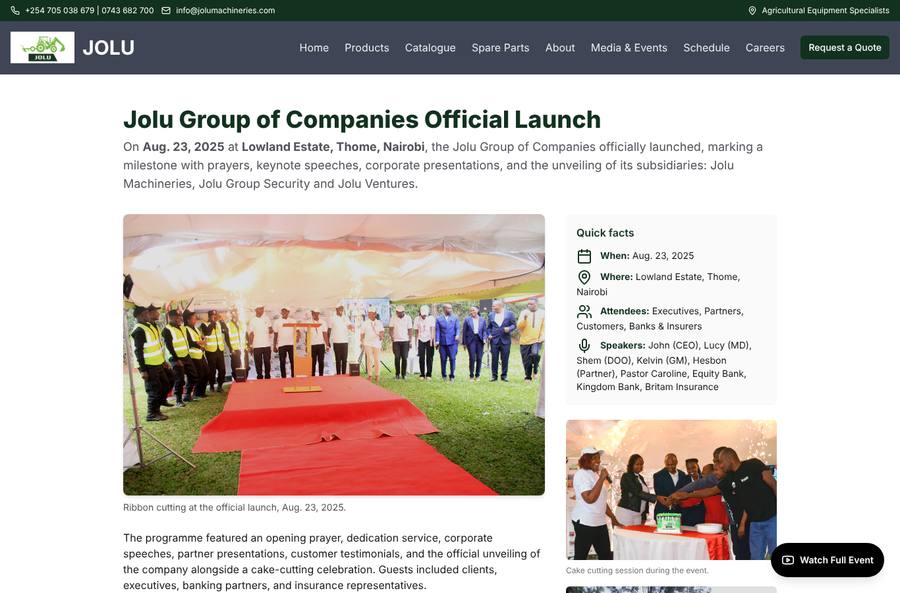 +254 705 038 679 | 0743 682 700
info@jolumachineries.com
Agricultural Equipment Specialists
JOLU
JOLU
Home
Products
Catalogue
Spare Parts
About
Media & Events
Schedule
Careers
Request a Quote
Jolu Group of Companies Official Launch
On Aug. 23, 2025 at Lowland Estate, Thome, Nairobi, the Jolu Group of Companies officially launched, marking a
milestone with prayers, keynote speeches, corporate presentations, and the unveiling of its subsidiaries: Jolu
Machineries, Jolu Group Security and Jolu Ventures.
Ribbon cutting at the official launch, Aug. 23, 2025.
The programme featured an opening prayer, dedication service, corporate
speeches, partner presentations, customer testimonials, and the official unveiling of
the company alongside a cake-cutting celebration. Guests included clients,
executives, banking partners, and insurance representatives.
Quick facts
When: Aug. 23, 2025
Where: Lowland Estate, Thome,
Nairobi
Attendees: Executives, Partners,
Customers, Banks & Insurers
Speakers: John (CEO), Lucy (MD),
Shem (DOO), Kelvin (GM), Hesbon
(Partner), Pastor Caroline, Equity Bank,
Kingdom Bank, Britam Insurance
Cake cutting session during the event.
Watch Full Event